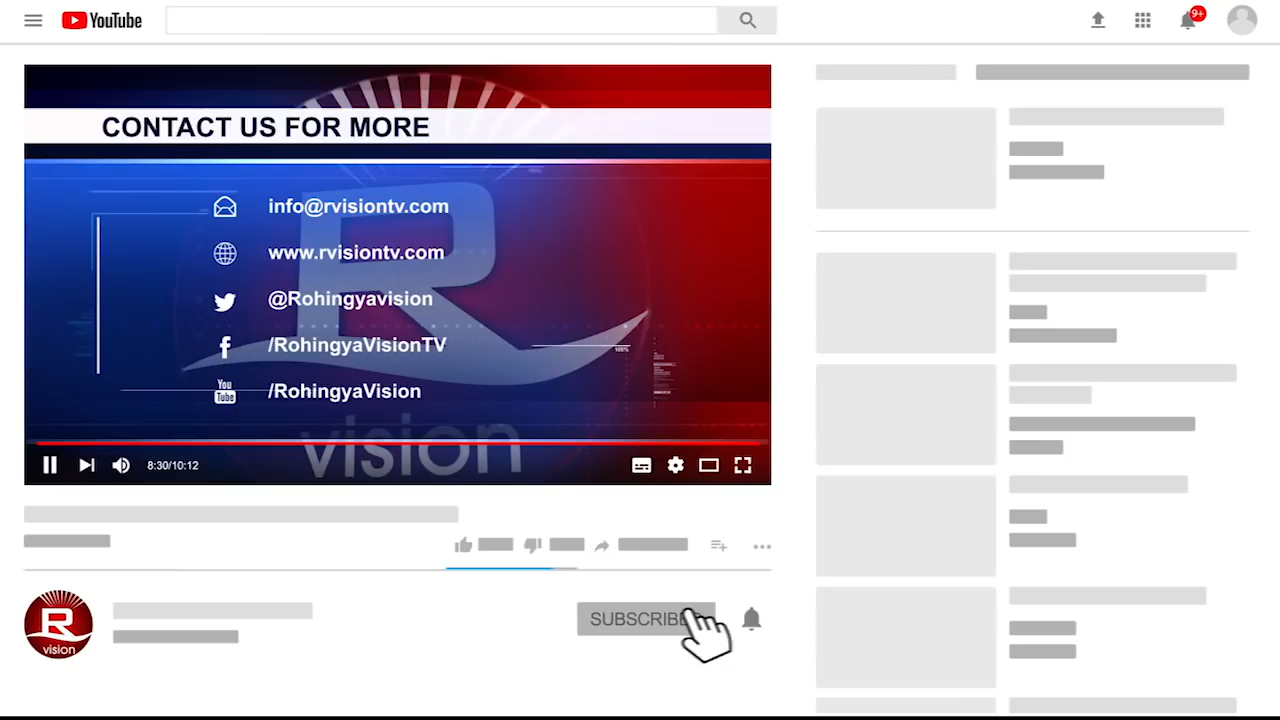 YouTube
9+
CONTACT US FOR MORE
info@rvisiontv.com
www.rvisiontv.com
@Rohingyavision
/RohingyaVisionTV
100%
You
Tube
/RohingyaVision
R
vision
8:30/10:12
SUBSCRIBE
R
vision